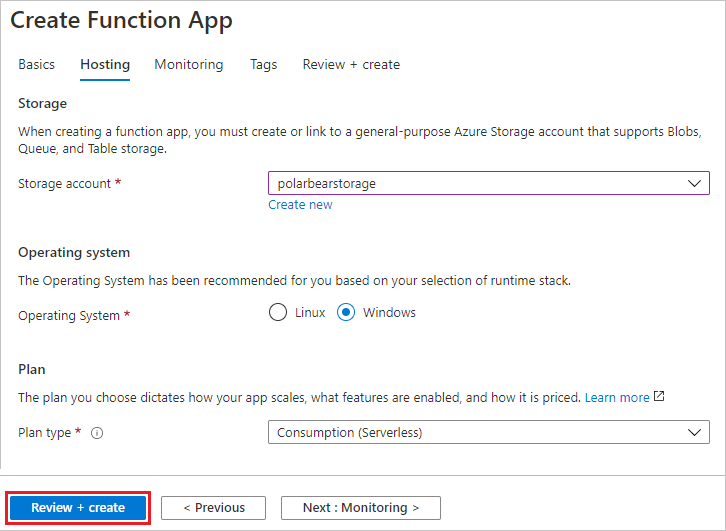 Create Function App
Basics Hosting Monitoring Tags Review + create
Storage
When creating a function app, you must create or link to a general-purpose Azure Storage account that supports Blobs,
Queue, and Table storage.
Storage account * polarbearstorage
Create new
Operating system
The Operating System has been recommended for you based on your selection of runtime stack.
Operating System * Linux Windows
Plan
The plan you choose dictates how your app scales, what features are enabled, and how it is priced. Learn more
Plan type * Consumption (Serverless)
Review + create < Previous Next : Monitoring >